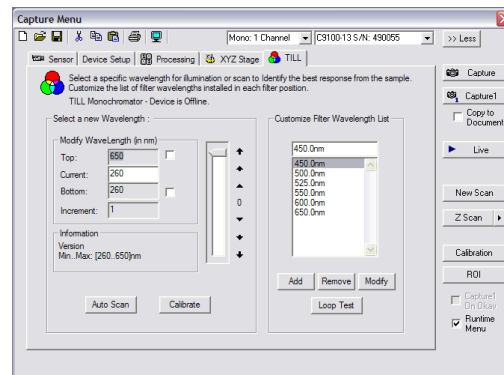 Capture Menu
Mono: 1 Channel
C9100-13 S/N: 490055
>> Less
Sensor
Device Setup
Processing
XYZ Stage
TILL
Select a specific wavelength for illumination or scan to Identify the best response from the sample.
Customize the list of filter wavelengths installed in each filter position.
TILL Monochromator - Device is Offline.
Select a new Wavelength :
Modify WaveLength (in nm)
Top: 650
Current: 260
Bottom: 260
Increment: 1
0
Information
Version
Min..Max: [260..650]nm
Auto Scan
Calibrate
Customize Filter Wavelength List
450.0nm
450.0nm
500.0nm
525.0nm
550.0nm
600.0nm
650.0nm
Add
Remove
Modify
Loop Test
Capture
Capture1
Copy to
Document
Live
New Scan
Z Scan
Calibration
ROI
Capture1
On Okay
Runtime
Menu